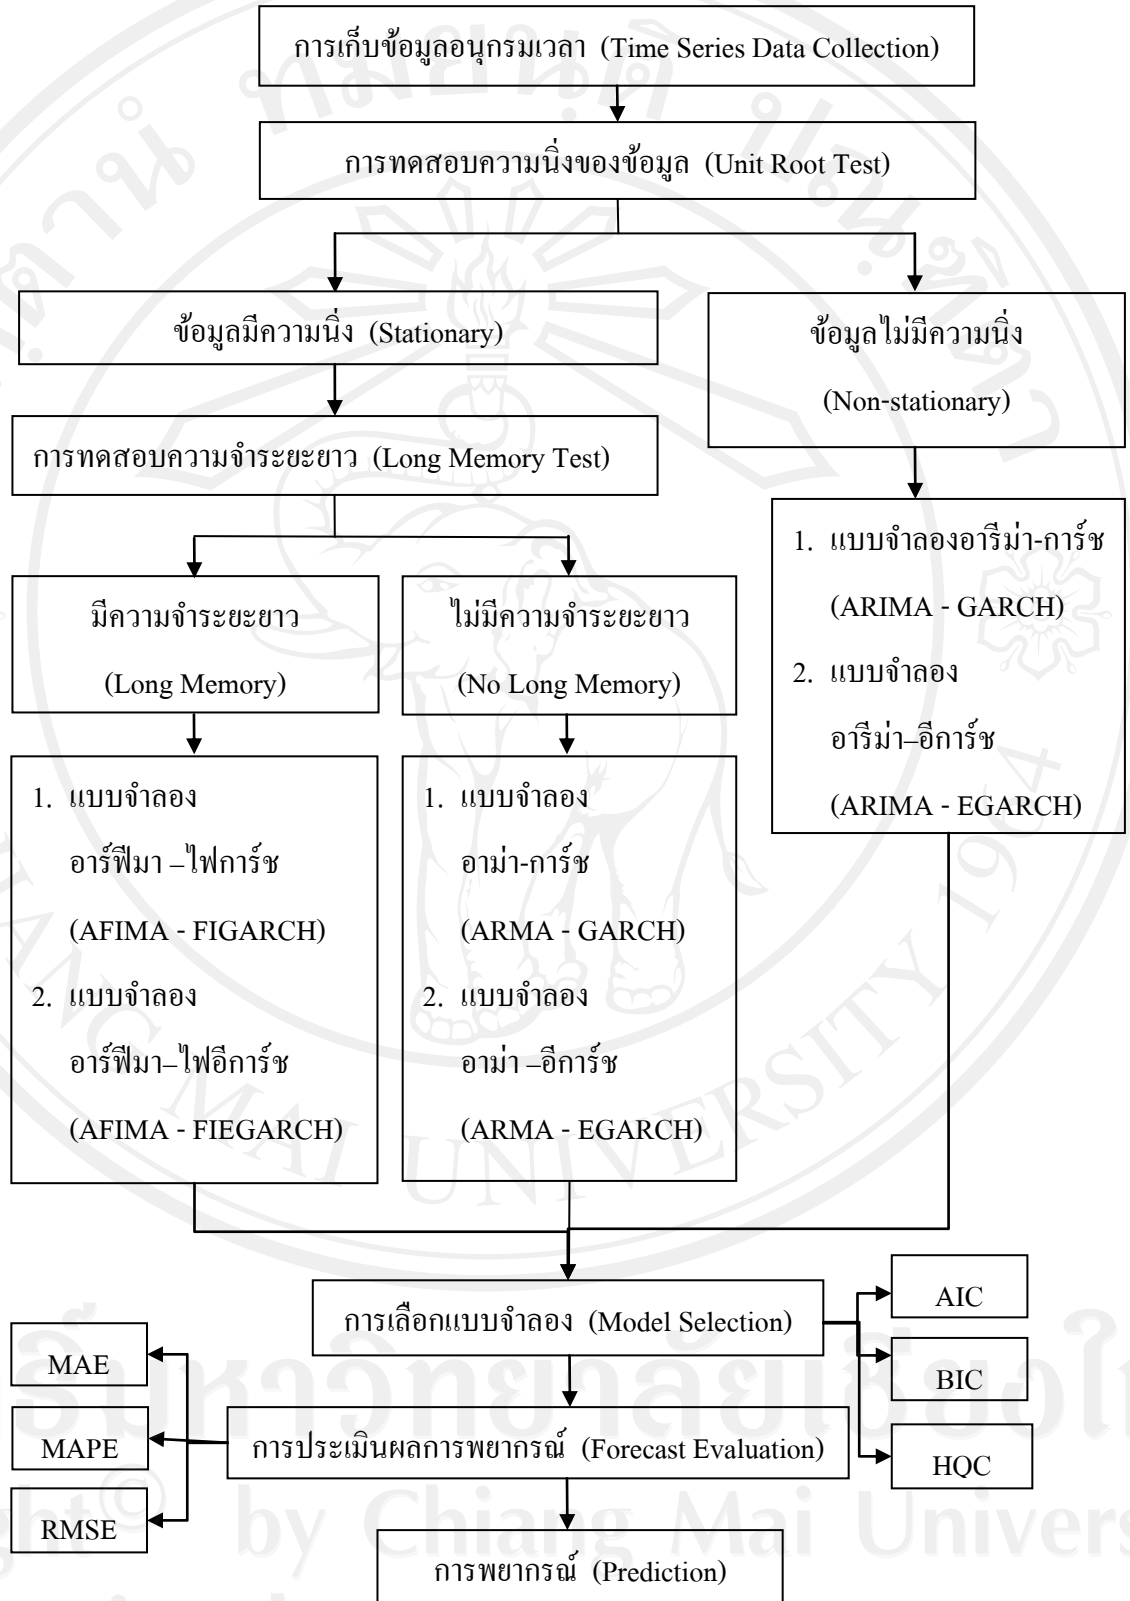 การเก็บข้อมูลอนุกรมเวลา (Time Series Data Collection)
การทดสอบความนิ่งของข้อมูล (Unit Root Test)
ข้อมูลมีความนิ่ง (Stationary)
ข้อมูลไม่มีความนิ่ง
(Non-stationary)
การทดสอบความจำระยะยาว (Long Memory Test)
มีความจำระยะยาว
(Long Memory)
ไม่มีความจำระยะยาว
(No Long Memory)
1. แบบจำลองอารีม่า-การ์ช
(ARIMA - GARCH)
2. แบบจำลอง
อารีม่า–อีการ์ช
(ARIMA - EGARCH)
1. แบบจำลอง
อาร์ฟีมา –ไฟการ์ช
(AFIMA - FIGARCH)
2. แบบจำลอง
อาร์ฟีมา–ไฟอีการ์ช
(AFIMA - FIEGARCH)
1. แบบจำลอง
อาม่า-การ์ช
(ARMA - GARCH)
2. แบบจำลอง
อาม่า –อีการ์ช
(ARMA - EGARCH)
การเลือกแบบจำลอง (Model Selection)
AIC
BIC
HQC
การประเมินผลการพยากรณ์ (Forecast Evaluation)
MAE
MAPE
RMSE
การพยากรณ์ (Prediction)
MAI UNIVERSITY 1964
by Chiang Mai Univers